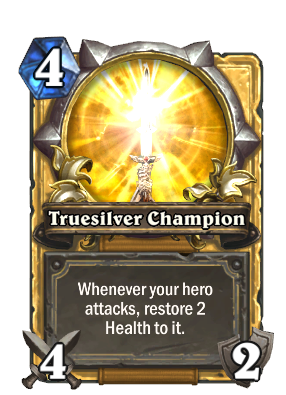 4
Truesilver Champion
Whenever your hero
attacks, restore 2
Health to it.
4
2